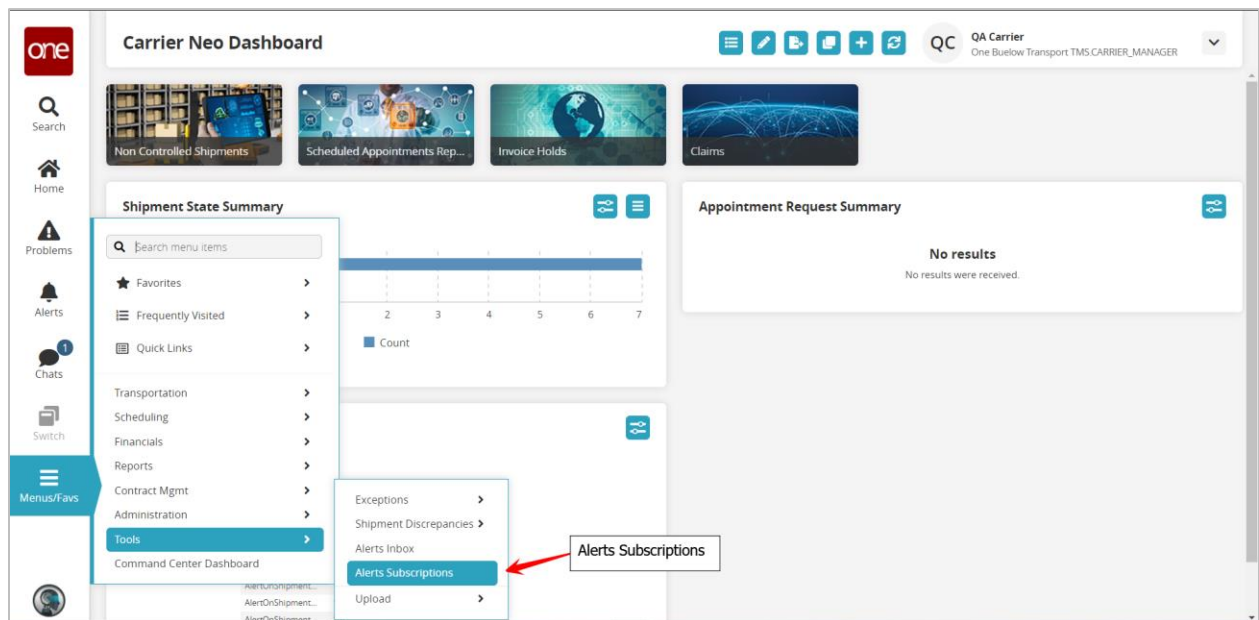 one
Carrier Neo Dashboard
QC
QA Carrier
One Buelow Transport TMS.CARRIER_MANAGER
Search
Home
Problems
Alerts
1
Chats
Switch
Menus/Favs
Non Controlled Shipments
Scheduled Appointments Rep...
Invoice Holds
Claims
Shipment State Summary
Appointment Request Summary
No results
No results were received.
2 3 4 5 6 7
Count
Search menu items
Favorites
Frequently Visited
Quick Links
Transportation
Scheduling
Financials
Reports
Contract Mgmt
Administration
Tools
Command Center Dashboard
Exceptions
Shipment Discrepancies
Alerts Inbox
Alerts Subscriptions
Upload
Alerts Subscriptions
AlertOnShipment...
AlertOnShipment...
AlertOnShipment...